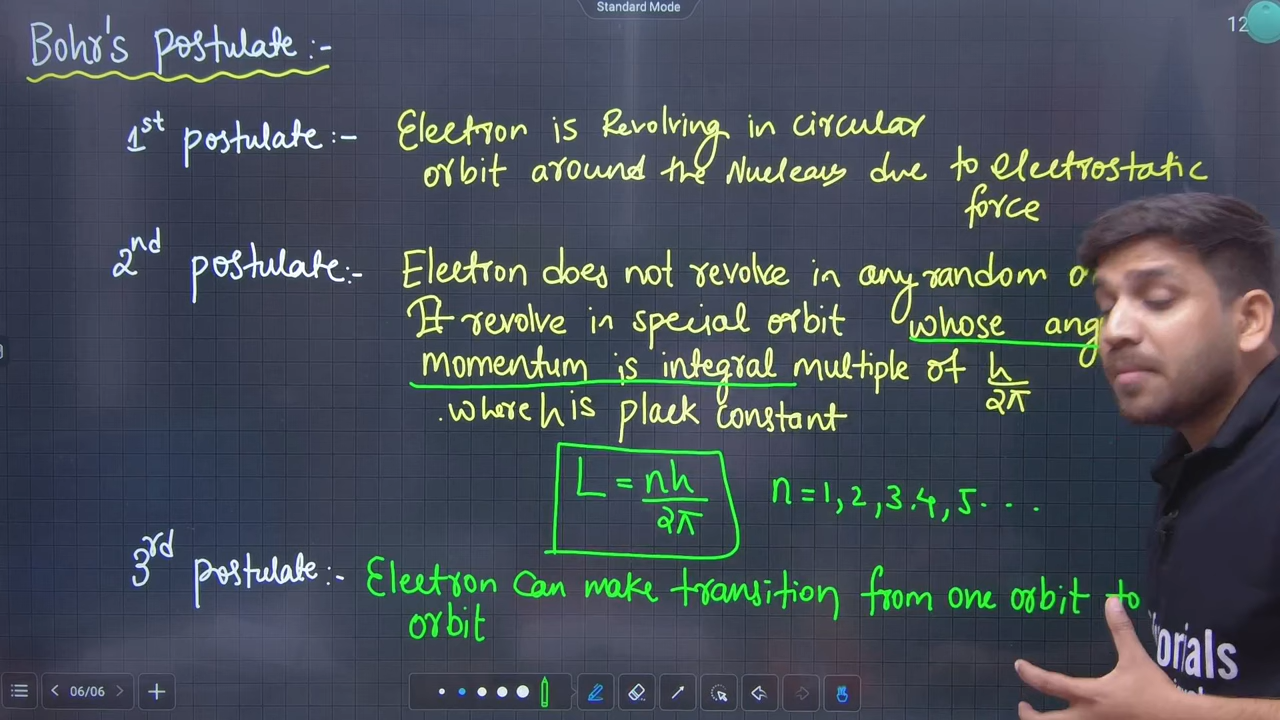 Standard Mode
12
Bohr's postulate :-
1st postulate :- Electron is Revolving in circular
orbit around the Nucleus due to electrostatic
force
2nd postulate:- Electron does not revolve in any random
It revolve in special orbit whose
momentum is integral multiple of h/2π
where h is plack constant
L = nh/2π n = 1, 2, 3. 4, 5 - - -
3rd postulate:- Electron can make transition from one orbit to
orbit
06/06